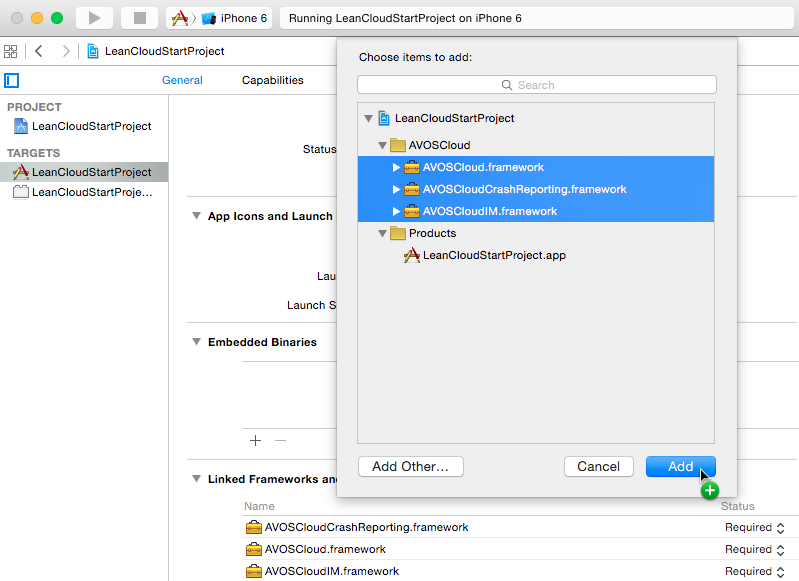 iPhone 6
Running LeanCloudStartProject on iPhone 6
LeanCloudStartProject
General
Capabilities
PROJECT
LeanCloudStartProject
TARGETS
LeanCloudStartProject
LeanCloudStartProje...
Status
App Icons and Launch
Lau
Launch S
Embedded Binaries
Linked Frameworks an
Choose items to add:
Search
LeanCloudStartProject
AVOSCloud
AVOSCloud.framework
AVOSCloudCrashReporting.framework
AVOSCloudIM.framework
Products
LeanCloudStartProject.app
Add Other...
Cancel
Add
Name
Status
AVOSCloudCrashReporting.framework
Required
AVOSCloud.framework
Required
AVOSCloudIM.framework
Required